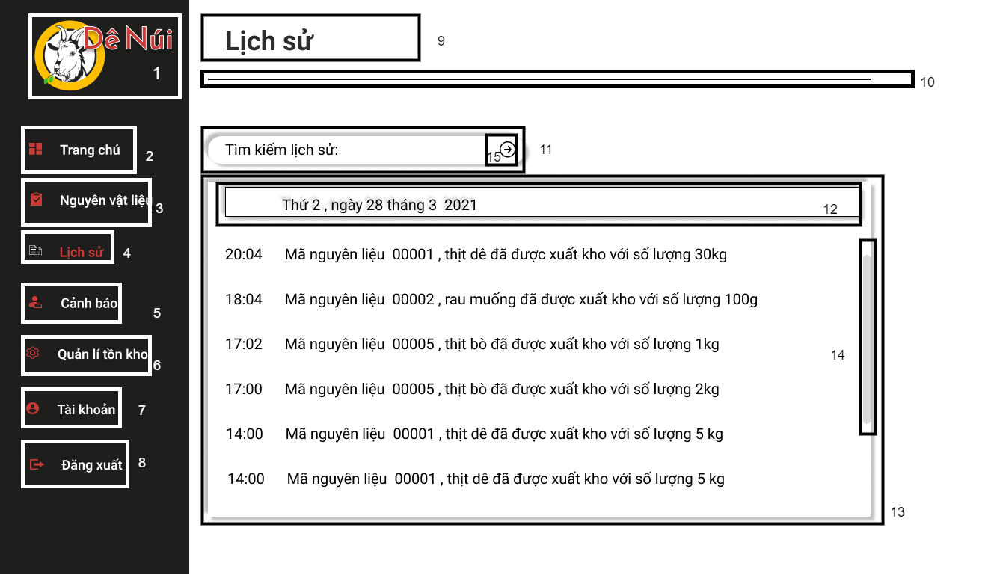 Dê Núi
1
Trang chủ
2
Nguyên vật liệu
3
Lịch sử
4
Cảnh báo
5
Quản lí tồn kho
6
Tài khoản
7
Đăng xuất
8
Lịch sử
9
10
Tìm kiếm lịch sử:
15
11
Thứ 2 , ngày 28 tháng 3 2021
12
20:04 Mã nguyên liệu 00001 , thịt dê đã được xuất kho với số lượng 30kg
18:04 Mã nguyên liệu 00002 , rau muống đã được xuất kho với số lượng 100g
17:02 Mã nguyên liệu 00005 , thịt bò đã được xuất kho với số lượng 1kg
14
17:00 Mã nguyên liệu 00005 , thịt bò đã được xuất kho với số lượng 2kg
14:00 Mã nguyên liệu 00001 , thịt dê đã được xuất kho với số lượng 5 kg
14:00 Mã nguyên liệu 00001 , thịt dê đã được xuất kho với số lượng 5 kg
13